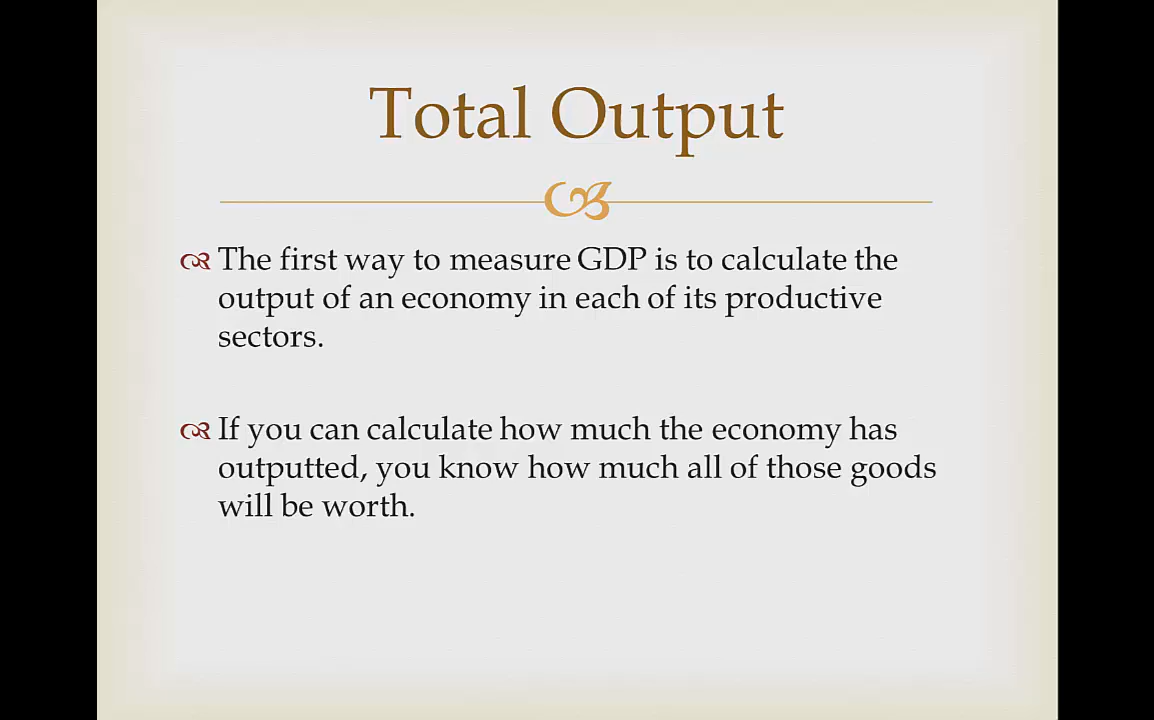 Total Output
The first way to measure GDP is to calculate the
output of an economy in each of its productive
sectors.
If you can calculate how much the economy has
outputted, you know how much all of those goods
will be worth.